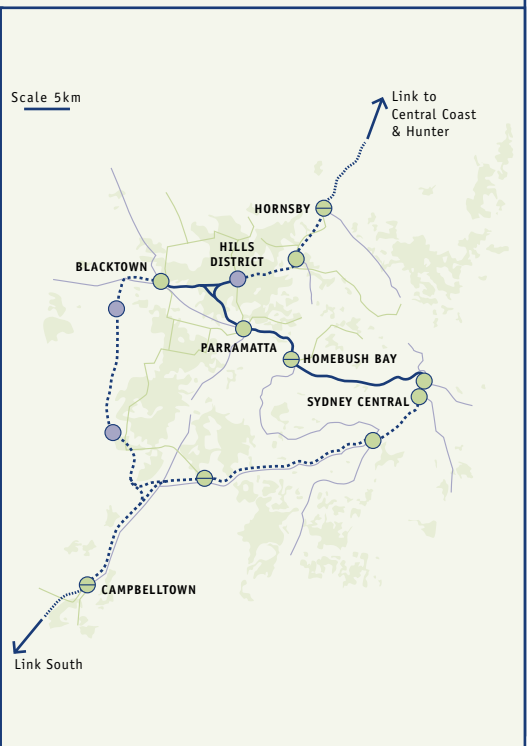 Scale 5km
Link to
Central Coast
& Hunter
HORNSBY
HILLS
DISTRICT
BLACKTOWN
PARRAMATTA
HOMEBUSH BAY
SYDNEY CENTRAL
CAMPBELLTOWN
Link South